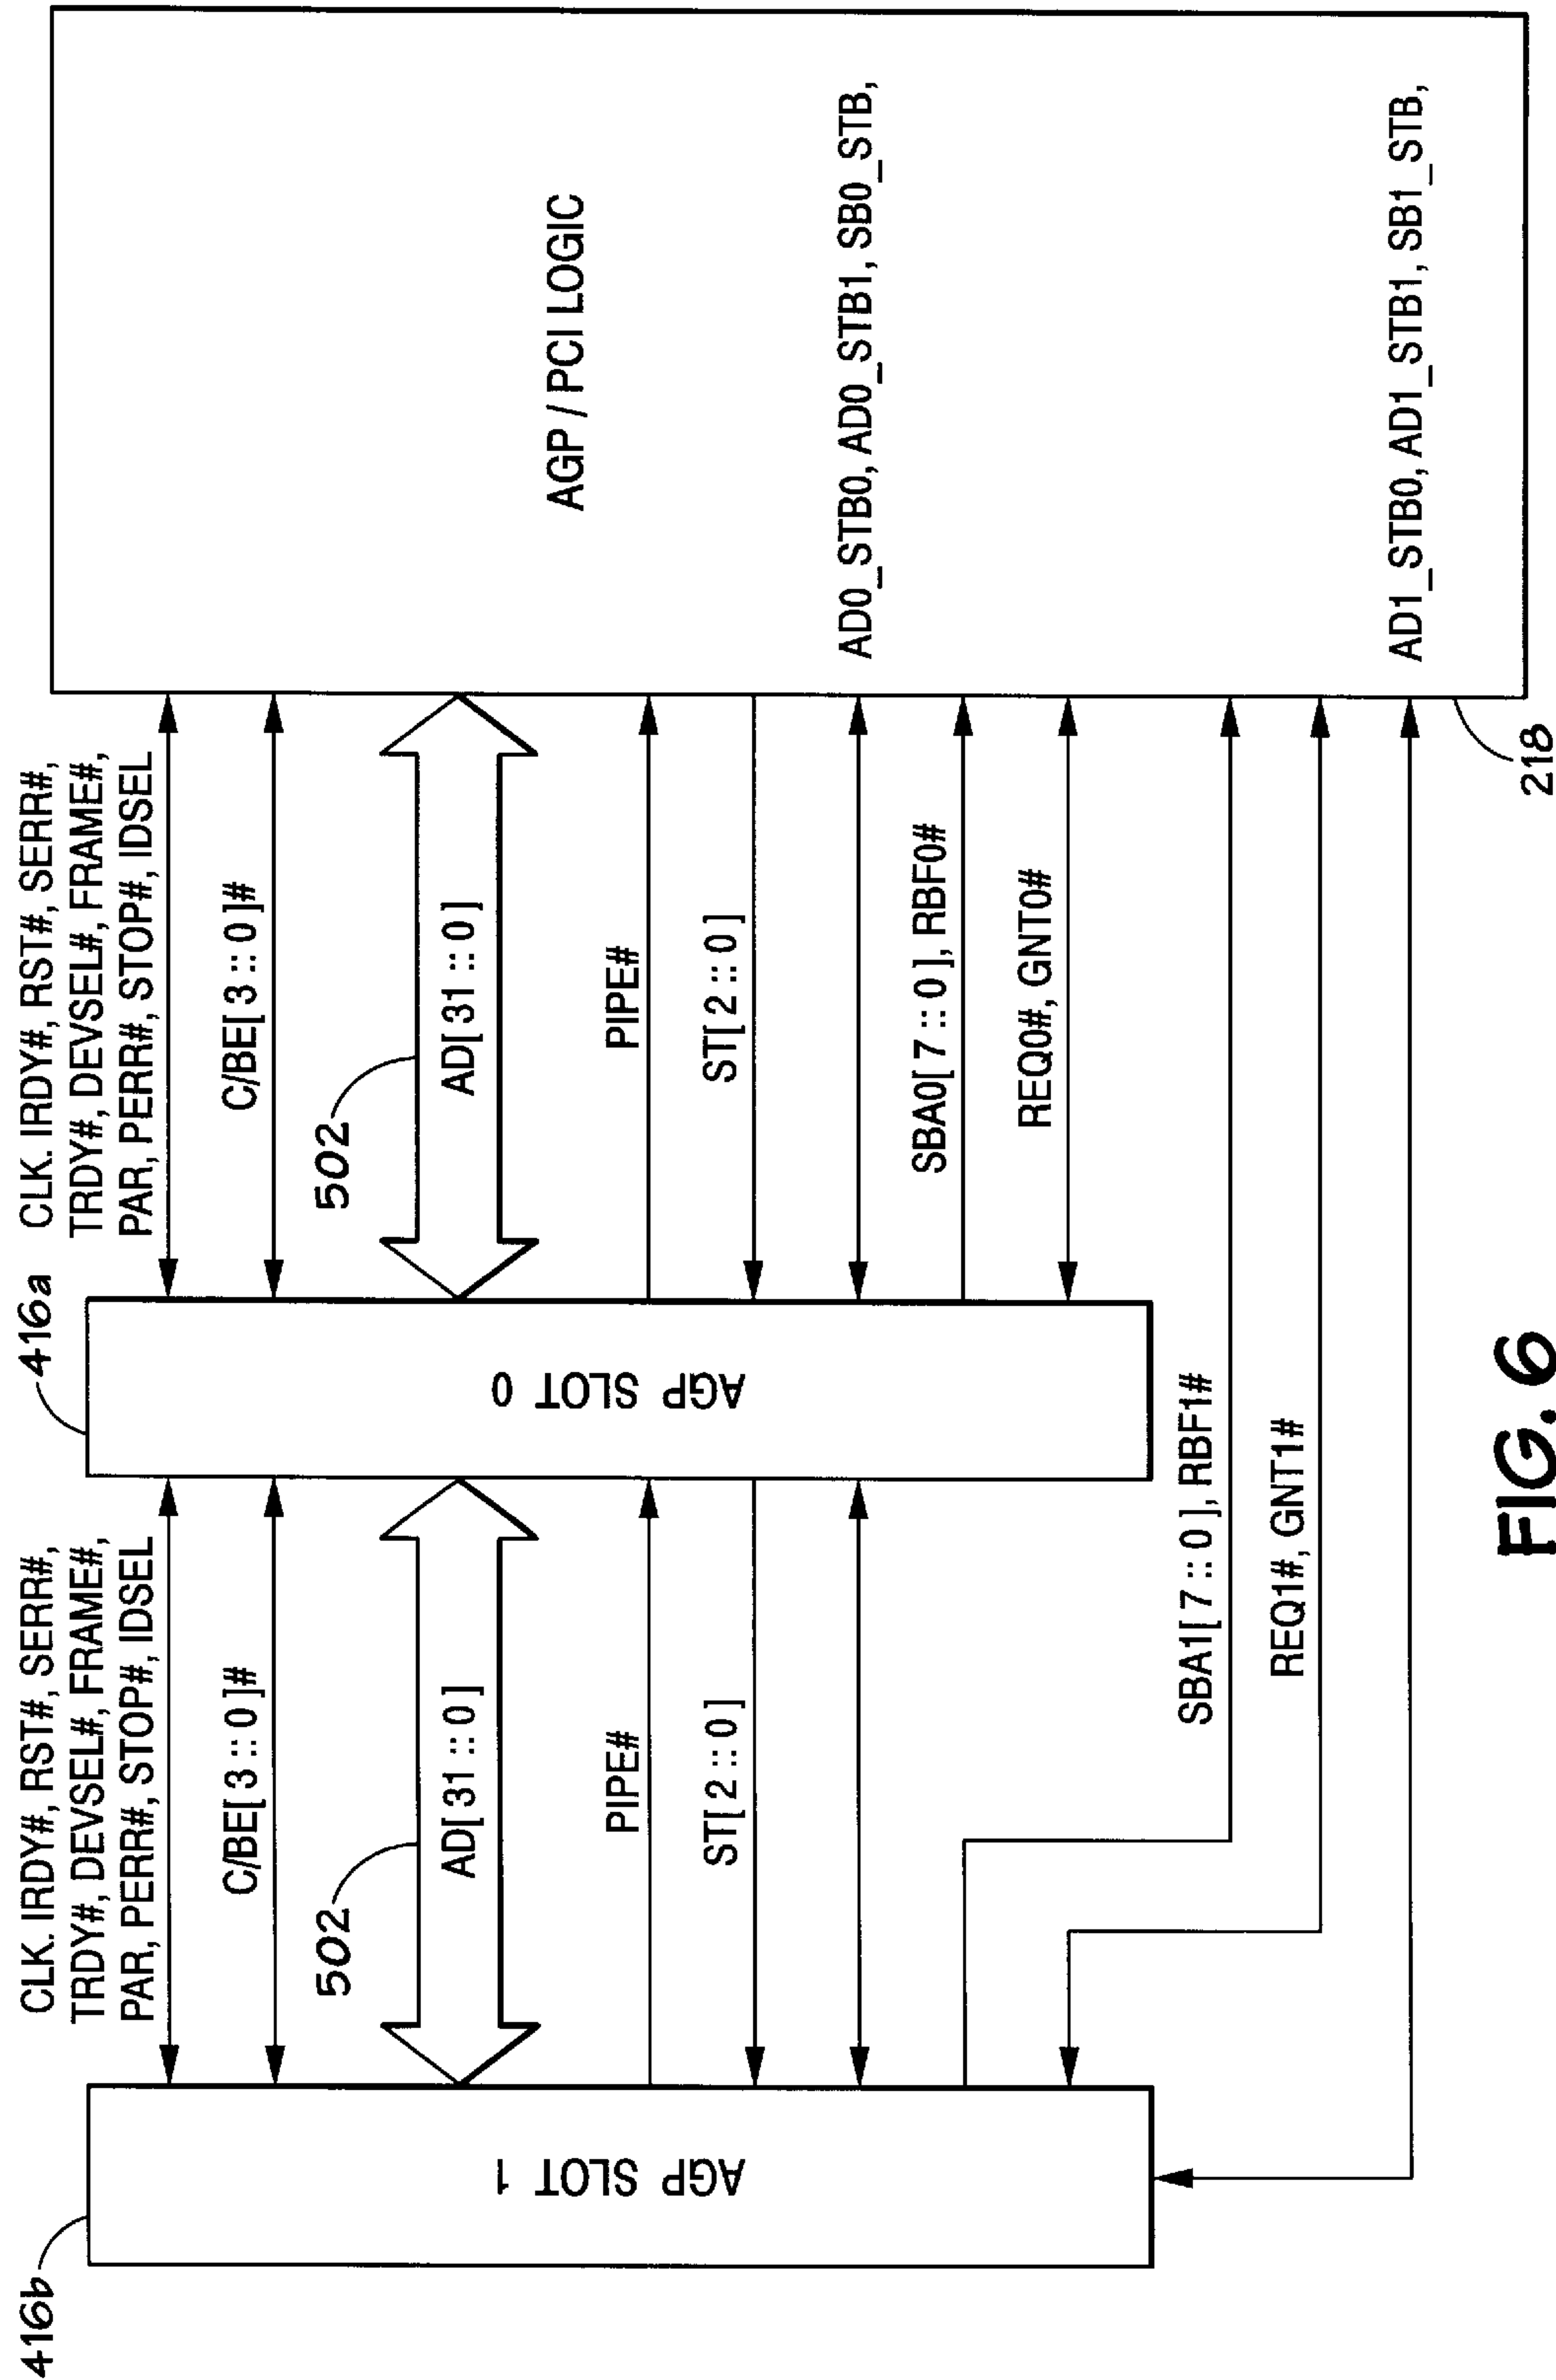 416b
AGP SLOT 1
CLK. IRDY#, RST#, SERR#,
TRDY#, DEVSEL#, FRAME#,
PAR, PERR#, STOP#, IDSEL
C/BE[ 3 :: 0 ]#
502
AD[ 31 :: 0 ]
PIPE#
ST[ 2 :: 0 ]
SBA1[ 7 :: 0 ], RBF1#
REQ1#, GNT1#
416a
AGP SLOT 0
CLK. IRDY#, RST#, SERR#,
TRDY#, DEVSEL#, FRAME#,
PAR, PERR#, STOP#, IDSEL
C/BE[ 3 :: 0 ]#
502
AD[ 31 :: 0 ]
PIPE#
ST[ 2 :: 0 ]
SBA0[ 7 :: 0 ], RBF0#
REQ0#, GNT0#
AGP / PCI LOGIC
AD0_STB0, AD0_STB1, SB0_STB,
AD1_STB0, AD1_STB1, SB1_STB,
218
FIG. 6